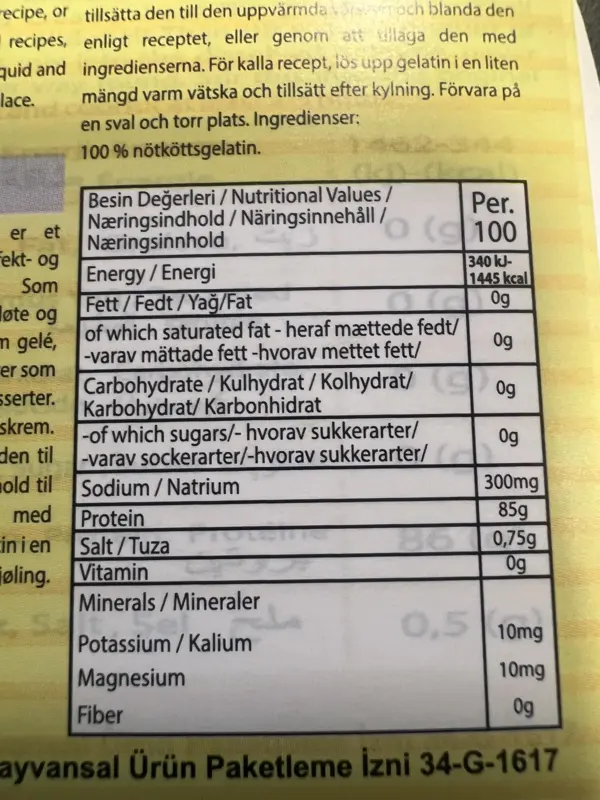 recipe, or
recipes,
quid and
lace.
tillsätta den till den uppvärmda och blanda den
enligt receptet, eller genom att tillaga den med
ingredienserna. För kalla recept, lös upp gelatin i en liten
mängd varm vätska och tillsätt efter kylning. Förvara på
en sval och torr plats. Ingredienser:
100 % nötköttsgelatin.
er et
fekt- og
Som
løte og
m gelé,
er som
sserter.
skrem.
den til
hold til
med
tin i en
jøling.
Besin Değerleri / Nutritional Values /
Næringsindhold / Näringsinnehåll /
Næringsinnhold
Per.
100
Energy / Energi
340 kJ-
1445 kcal
Fett / Fedt / Yağ/Fat 0g
of which saturated fat - heraf mættede fedt/
-varav mättade fett -hvorav mettet fett/
0g
Carbohydrate / Kulhydrat / Kolhydrat/
Karbohydrat/ Karbonhidrat
0g
-of which sugars/- hvorav sukkerarter/
-varav sockerarter/-hvorav sukkerarter/
0g
Sodium / Natrium 300mg
Protein 85g
Salt / Tuza 0,75g
Vitamin 0g
Minerals / Mineraler
Potassium / Kalium 10mg
Magnesium 10mg
Fiber 0g
ayvansal Ürün Paketleme İzni 34-G-1617